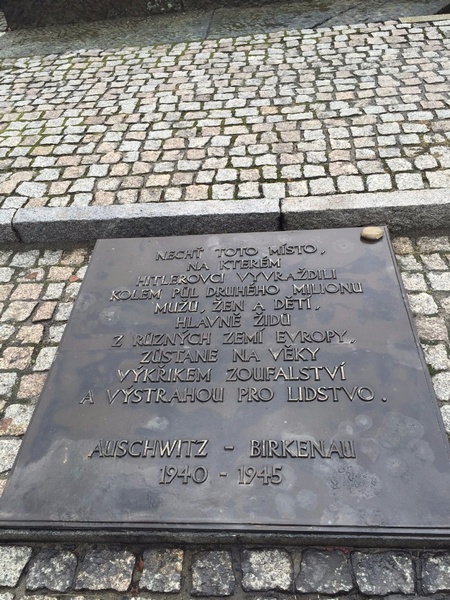 NECHŤ TOTO MÍSTO,
NA KTERÉM
HITLEROVCI VYVRAŽDILI
KOLEM PŮL DRUHÉHO MILIONU
MUŽŮ, ŽEN A DĚTÍ,
HLAVNĚ ŽIDŮ
Z RŮZNÝCH ZEMÍ EVROPY,
ZŮSTANE NA VĚKY
VÝKŘIKEM ZOUFALSTVÍ
A VÝSTRAHOU PRO LIDSTVO.
AUSCHWITZ - BIRKENAU
1940 - 1945